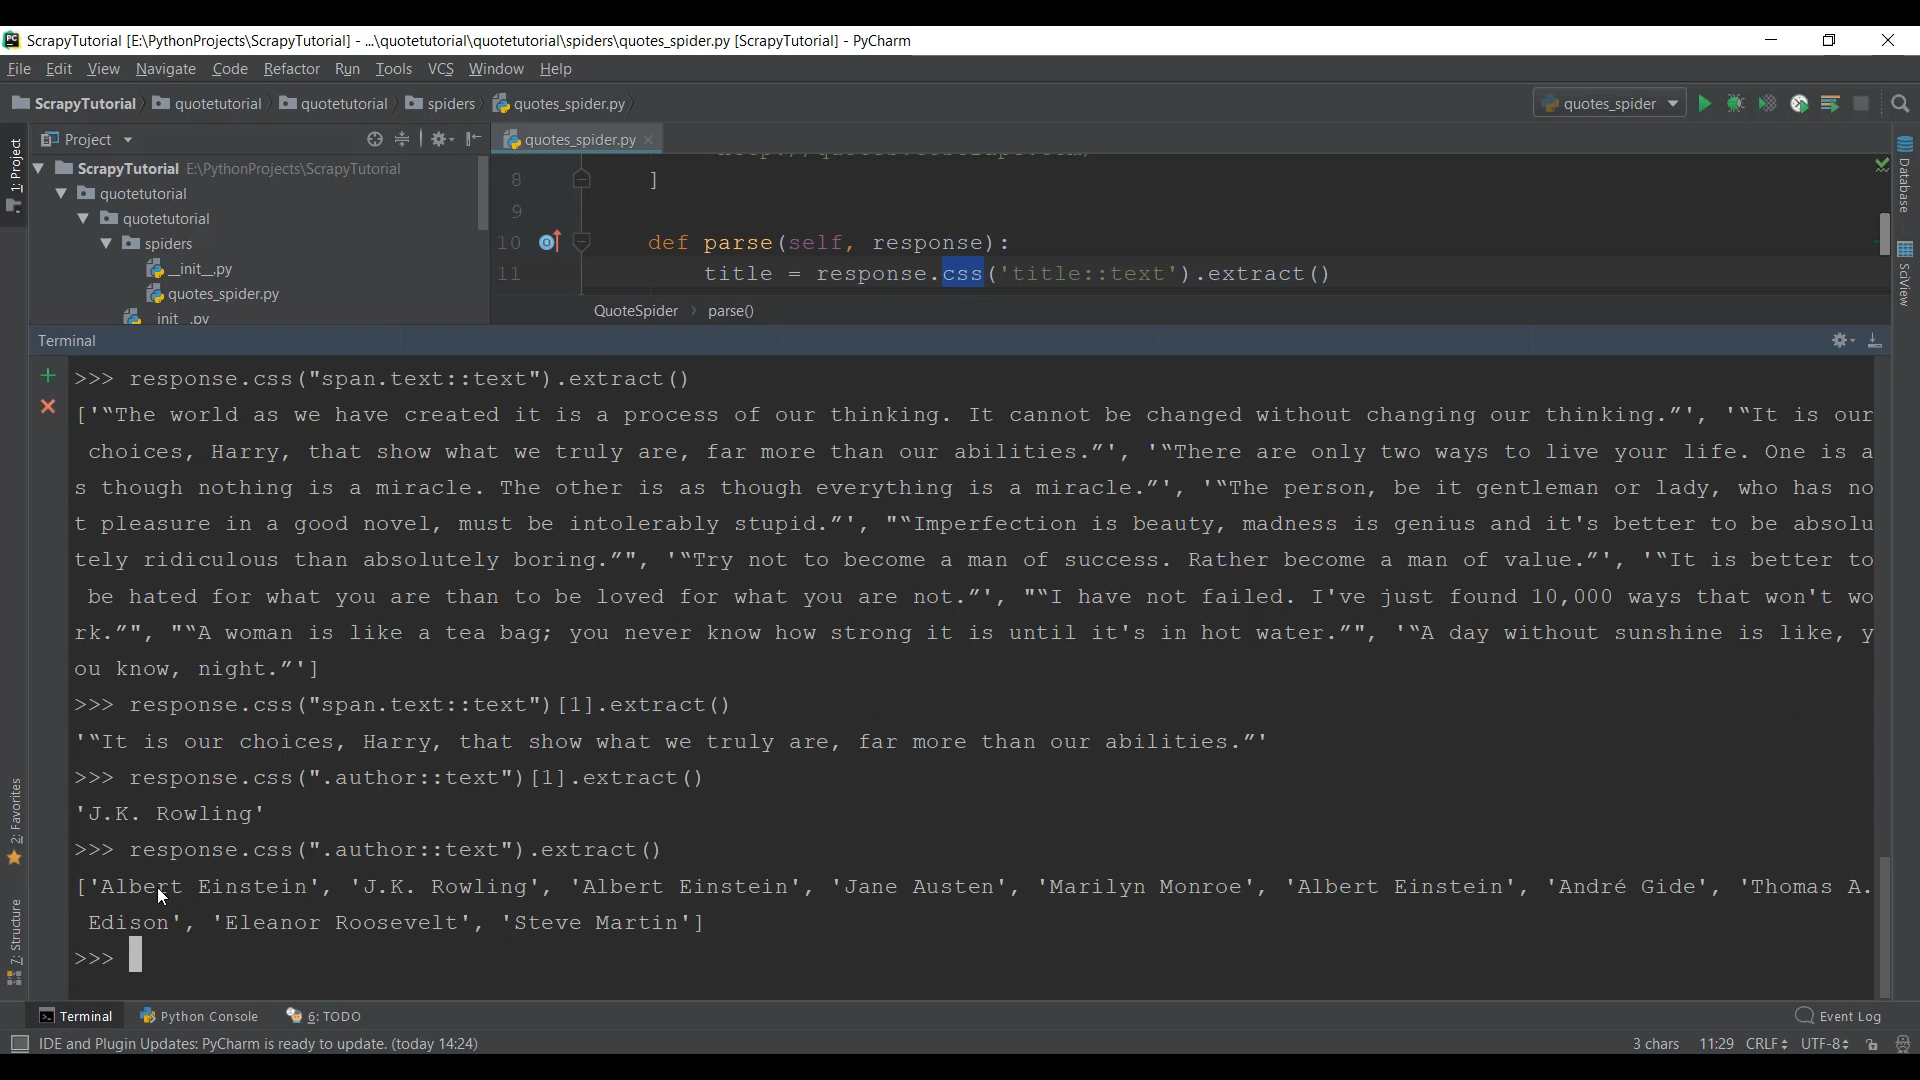 ScrapyTutorial [E:\PythonProjects\ScrapyTutorial] - ...\quotetutorial\quotetutorial\spiders\quotes_spider.py [ScrapyTutorial] - PyCharm
File Edit View Navigate Code Refactor Run Tools VCS Window Help
ScrapyTutorial quotetutorial quotetutorial spiders quotes_spider.py quotes_spider
Project quotes_spider.py
1: Project
ScrapyTutorial E:\PythonProjects\ScrapyTutorial
quotetutorial
quotetutorial
spiders
__init__.py
quotes_spider.py
__init__.py
8 ]
9
10 def parse(self, response):
11 title = response.css('title::text').extract()
QuoteSpider › parse()
Database
SciView
Terminal
>>> response.css("span.text::text").extract()
['“The world as we have created it is a process of our thinking. It cannot be changed without changing our thinking.”', '“It is our
choices, Harry, that show what we truly are, far more than our abilities.”', '“There are only two ways to live your life. One is a
s though nothing is a miracle. The other is as though everything is a miracle.”', '“The person, be it gentleman or lady, who has no
t pleasure in a good novel, must be intolerably stupid.”', "“Imperfection is beauty, madness is genius and it's better to be absolu
tely ridiculous than absolutely boring.”", '“Try not to become a man of success. Rather become a man of value.”', '“It is better to
be hated for what you are than to be loved for what you are not.”', "“I have not failed. I've just found 10,000 ways that won't wo
rk.”", "“A woman is like a tea bag; you never know how strong it is until it's in hot water.”", '“A day without sunshine is like, y
ou know, night.”']
>>> response.css("span.text::text")[1].extract()
'“It is our choices, Harry, that show what we truly are, far more than our abilities.”'
>>> response.css(".author::text")[1].extract()
'J.K. Rowling'
>>> response.css(".author::text").extract()
['Albert Einstein', 'J.K. Rowling', 'Albert Einstein', 'Jane Austen', 'Marilyn Monroe', 'Albert Einstein', 'André Gide', 'Thomas A.
Edison', 'Eleanor Roosevelt', 'Steve Martin']
>>>
2: Favorites
7: Structure
Terminal Python Console 6: TODO Event Log
IDE and Plugin Updates: PyCharm is ready to update. (today 14:24) 3 chars 11:29 CRLF UTF-8